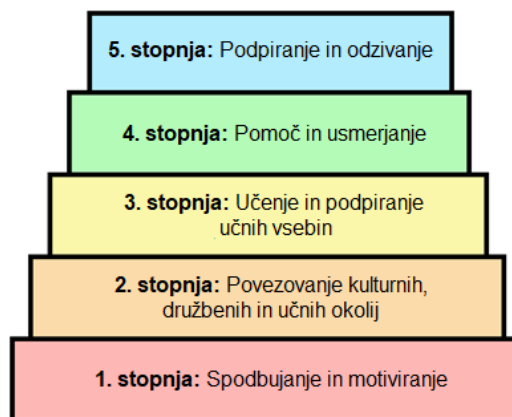 5. stopnja: Podpiranje in odzivanje
4. stopnja: Pomoč in usmerjanje
3. stopnja: Učenje in podpiranje
učnih vsebin
2. stopnja: Povezovanje kulturnih,
družbenih in učnih okolij
1. stopnja: Spodbujanje in motiviranje